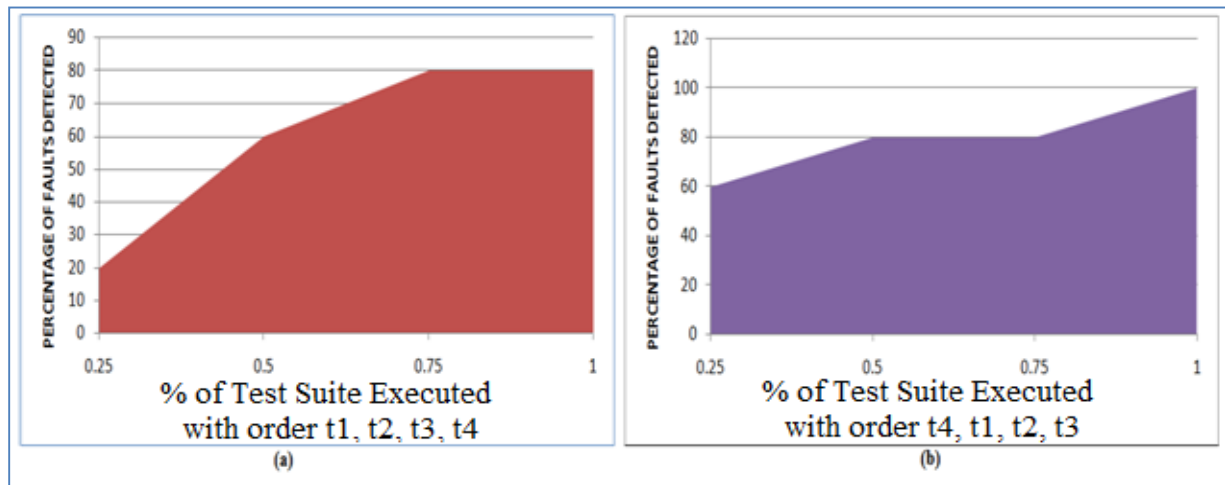 PERCENTAGE OF FAULTS DETECTED
90
80
70
60
50
40
30
20
10
0
0.25 0.5 0.75 1
% of Test Suite Executed
with order t1, t2, t3, t4
(a)
PERCENTAGE OF FAULTS DETECTED
120
100
80
60
40
20
0
0.25 0.5 0.75 1
% of Test Suite Executed
with order t4, t1, t2, t3
(b)